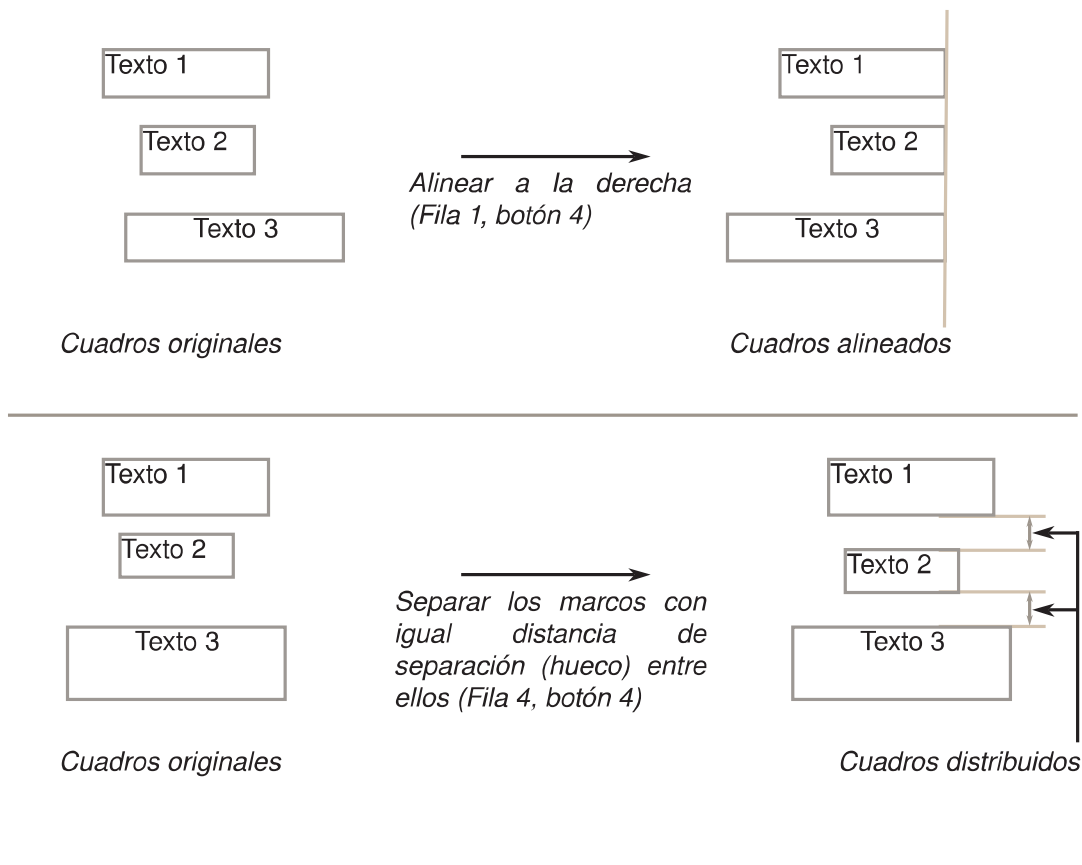 Texto 1
Texto 2
Texto 3
Alinear a la derecha
(Fila 1, botón 4)
Texto 1
Texto 2
Texto 3
Cuadros originales
Cuadros alineados
Texto 1
Texto 2
Texto 3
Separar los marcos con
igual distancia de
separación (hueco) entre
ellos (Fila 4, botón 4)
Texto 1
Texto 2
Texto 3
Cuadros originales
Cuadros distribuidos